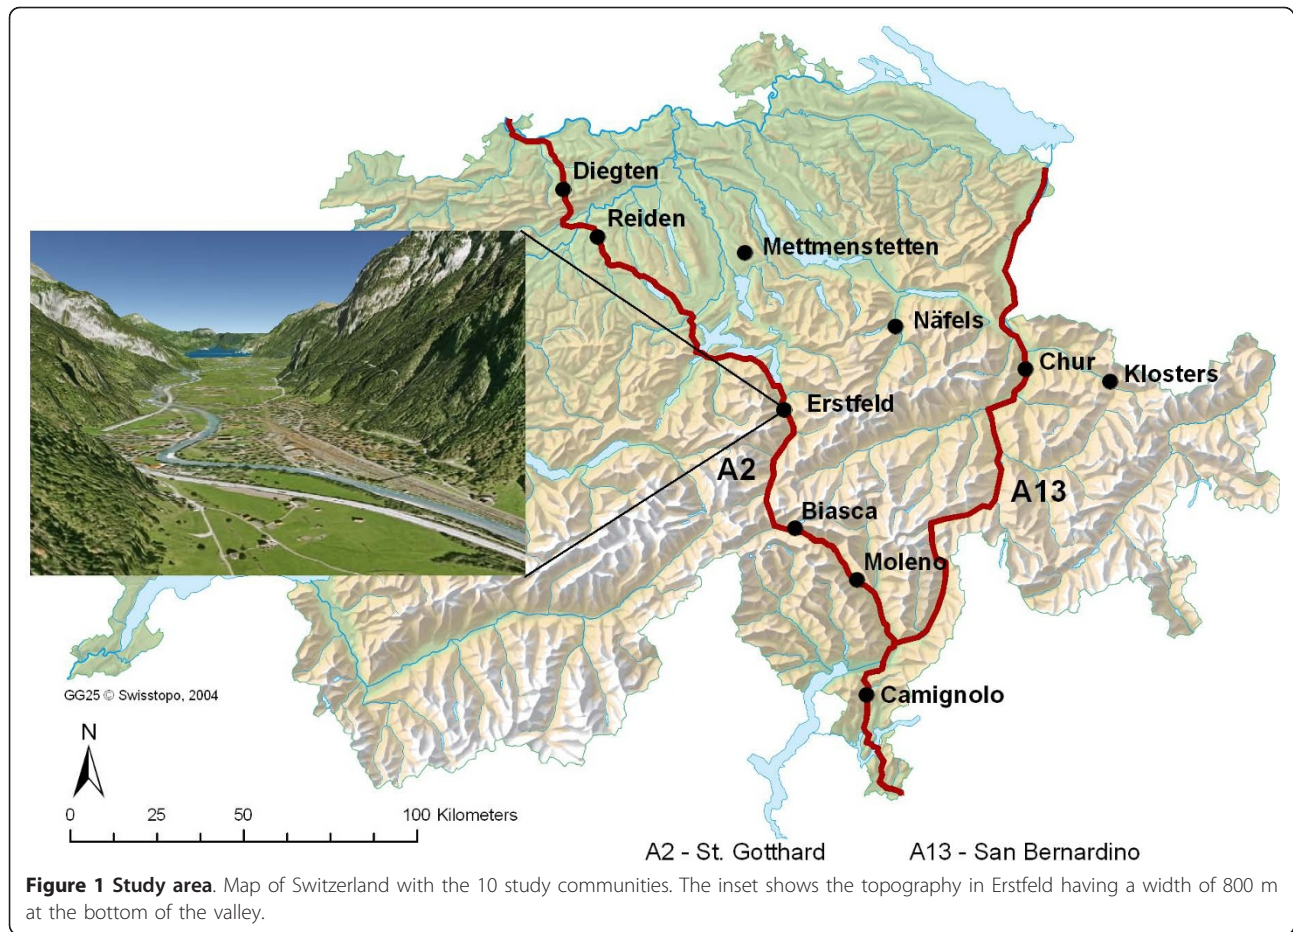 Diegten
Reiden
Mettmenstetten
Näfels
Chur
Klosters
Erstfeld
A2
A13
Biasca
Moleno
Camignolo
GG25 © Swisstopo, 2004
N
0 25 50 100 Kilometers
A2 - St. Gotthard A13 - San Bernardino
Figure 1 Study area. Map of Switzerland with the 10 study communities. The inset shows the topography in Erstfeld having a width of 800 m
at the bottom of the valley.